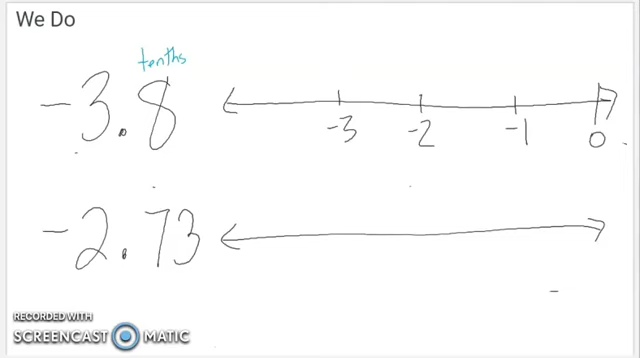 We Do
tenths
-3.8
-3 -2 -1 0
-2.73
RECORDED WITH
SCREENCAST MATIC